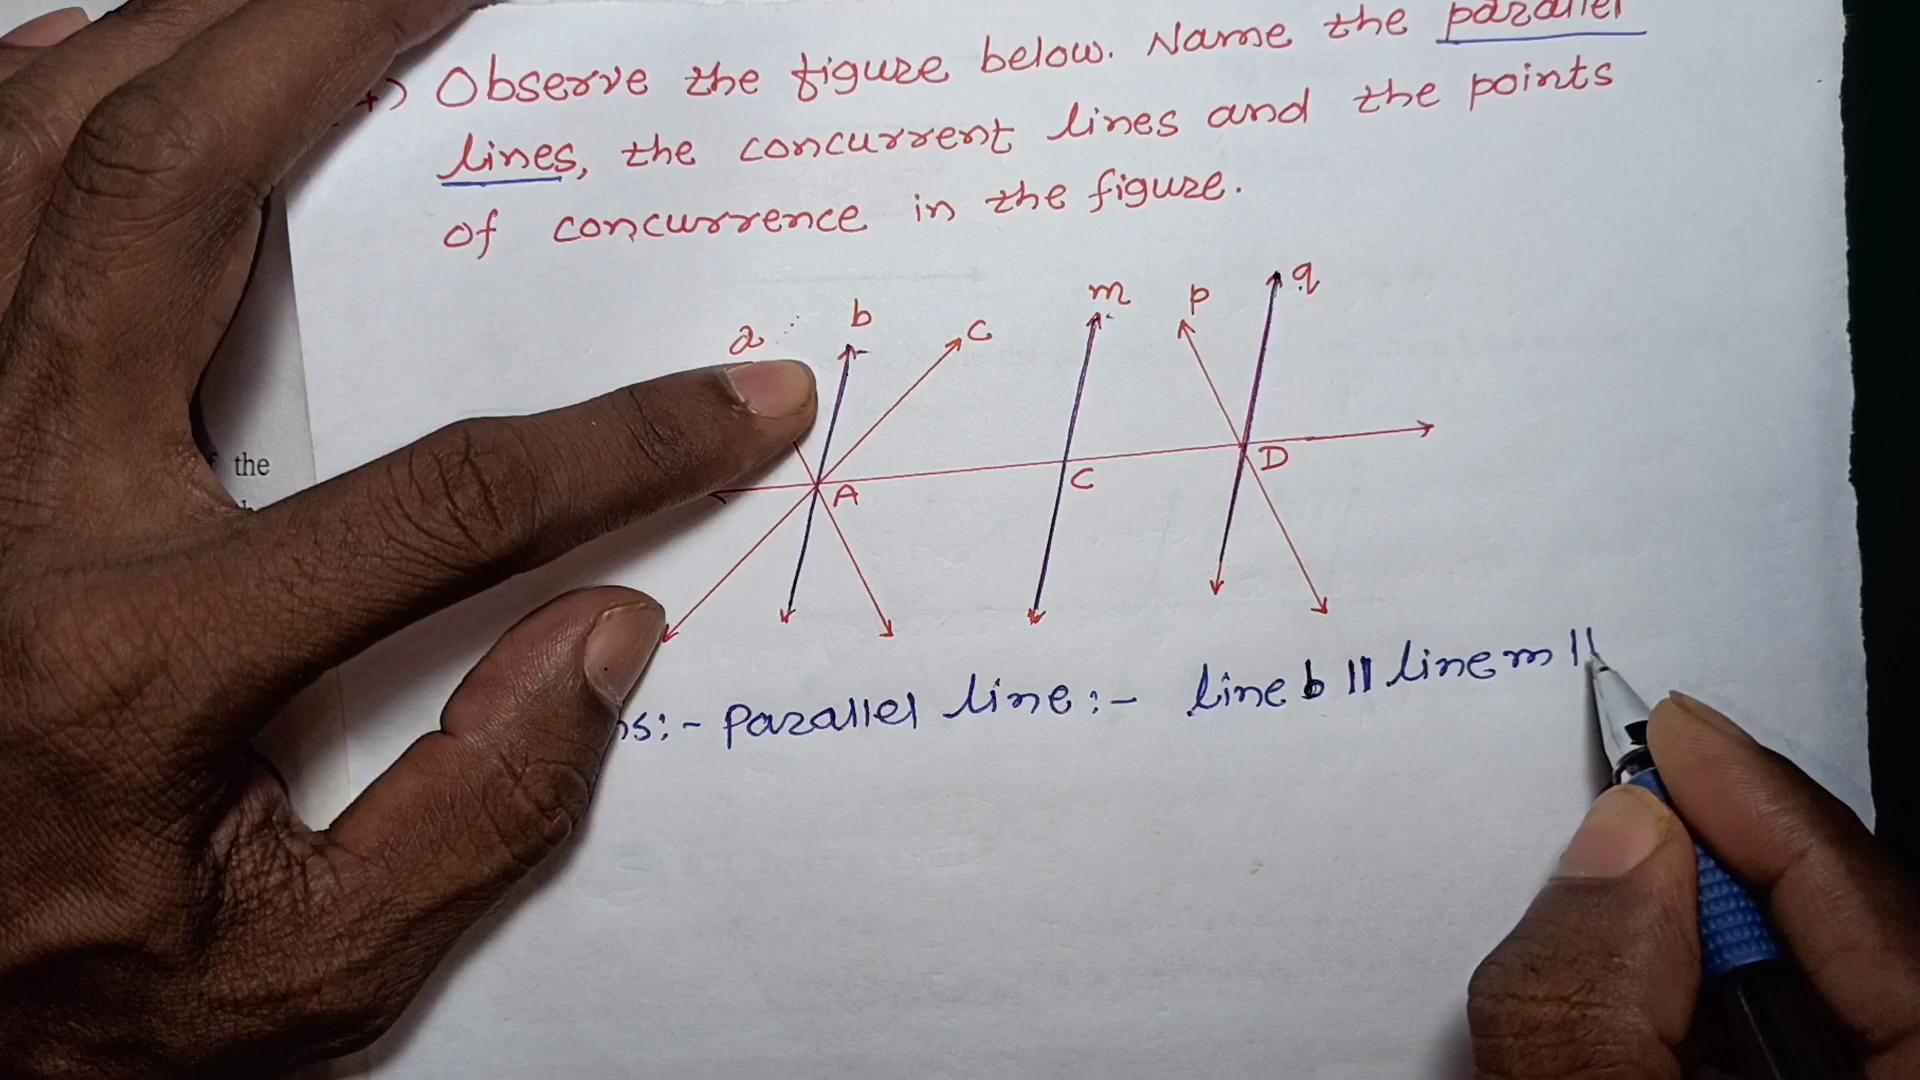 Observe the figure below. Name the parallel
lines, the concurrent lines and the points
of concurrence in the figure.
a b c m p q
A C D
the
parallel line:- line b || line m ||